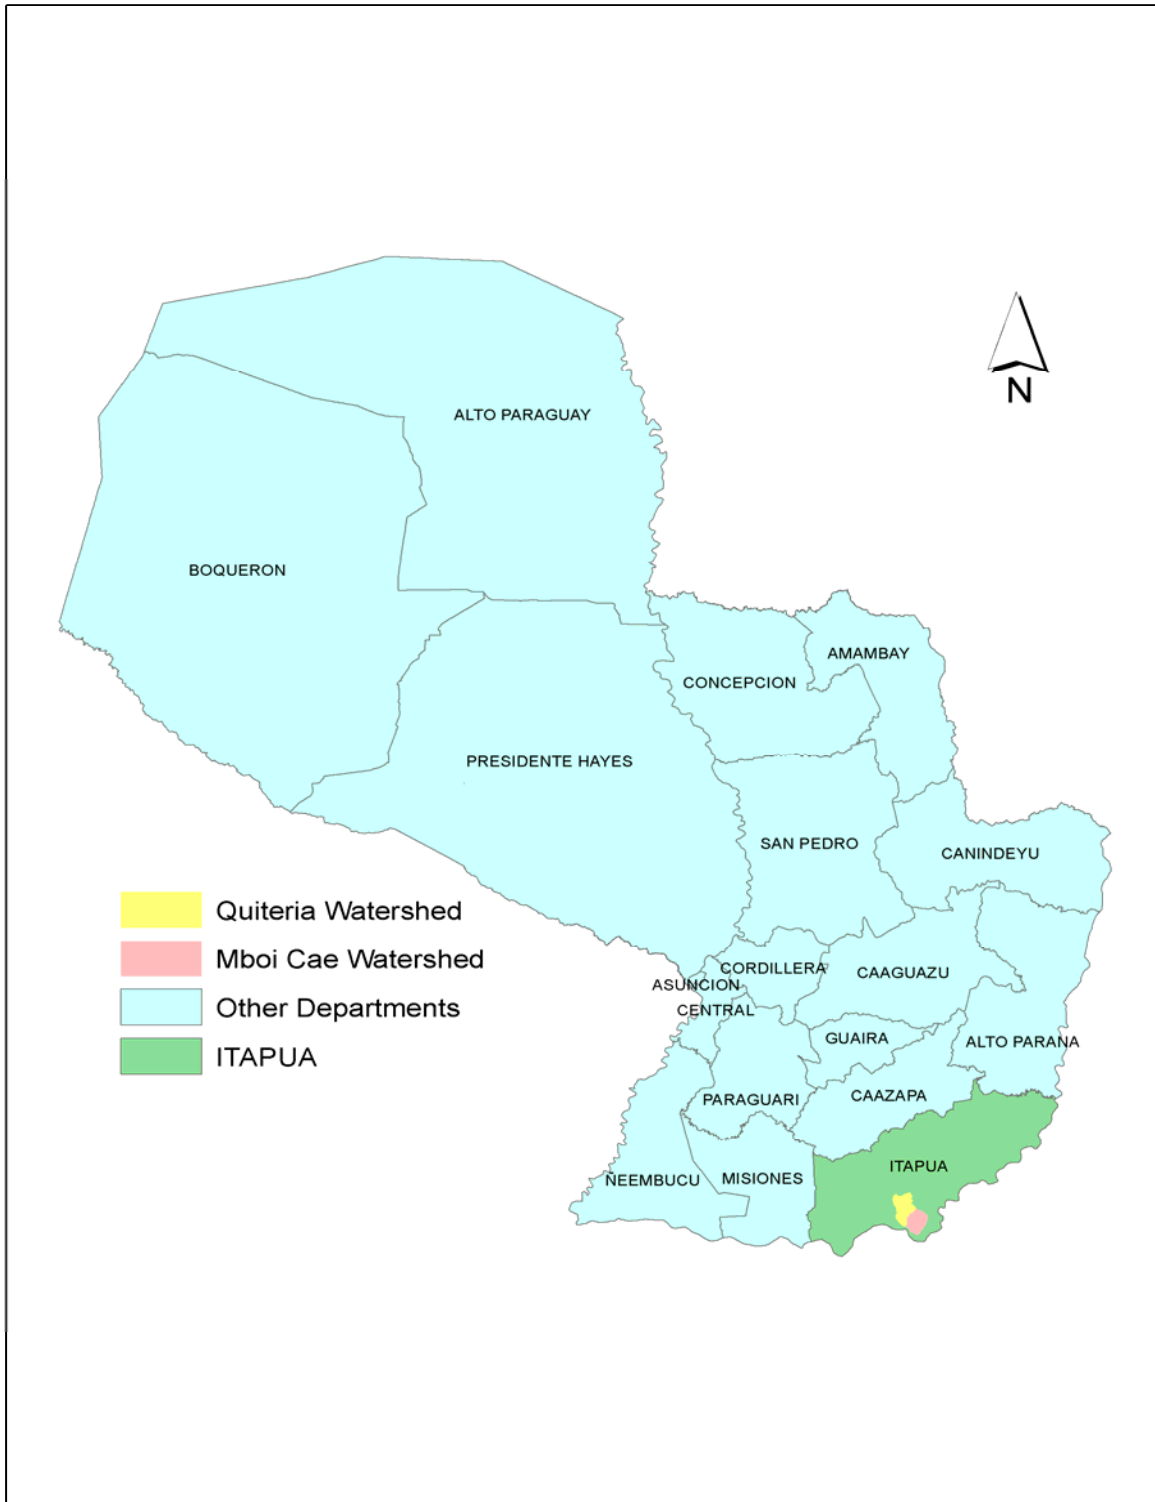 N
ALTO PARAGUAY
BOQUERON
AMAMBAY
CONCEPCION
PRESIDENTE HAYES
SAN PEDRO
CANINDEYU
Quiteria Watershed
Mboi Cae Watershed
Other Departments
ITAPUA
CORDILLERA
CAAGUAZU
ASUNCION
CENTRAL
GUAIRA
ALTO PARANA
PARAGUARI
CAAZAPA
ITAPUA
ÑEEMBUCU
MISIONES